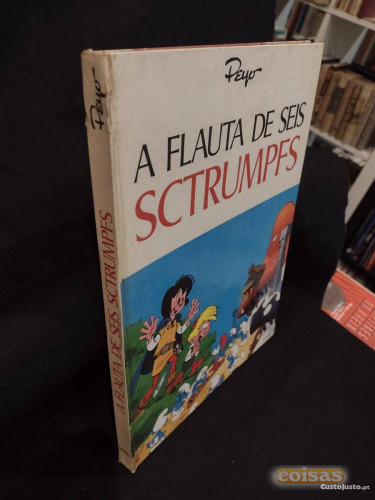 Peyo
A FLAUTA DE SEIS
SCTRUMPFS
Peyo
A FLAUTA DE SEIS SCTRUMPFS
coisas
CustoJusto.pt